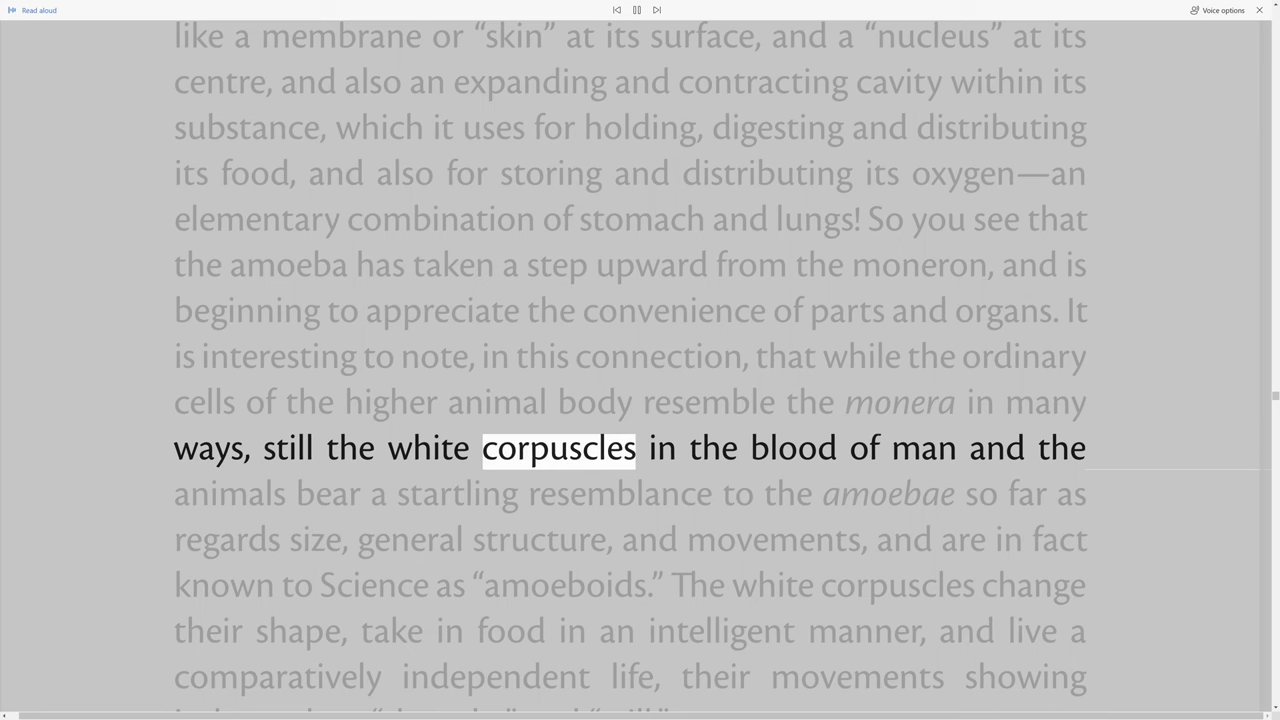 Read aloud
Voice options
like a membrane or “skin” at its surface, and a “nucleus” at its
centre, and also an expanding and contracting cavity within its
substance, which it uses for holding, digesting and distributing
its food, and also for storing and distributing its oxygen—an
elementary combination of stomach and lungs! So you see that
the amoeba has taken a step upward from the moneron, and is
beginning to appreciate the convenience of parts and organs. It
is interesting to note, in this connection, that while the ordinary
cells of the higher animal body resemble the monera in many
ways, still the white corpuscles in the blood of man and the
animals bear a startling resemblance to the amoebae so far as
regards size, general structure, and movements, and are in fact
known to Science as “amoeboids.” The white corpuscles change
their shape, take in food in an intelligent manner, and live a
comparatively independent life, their movements showing